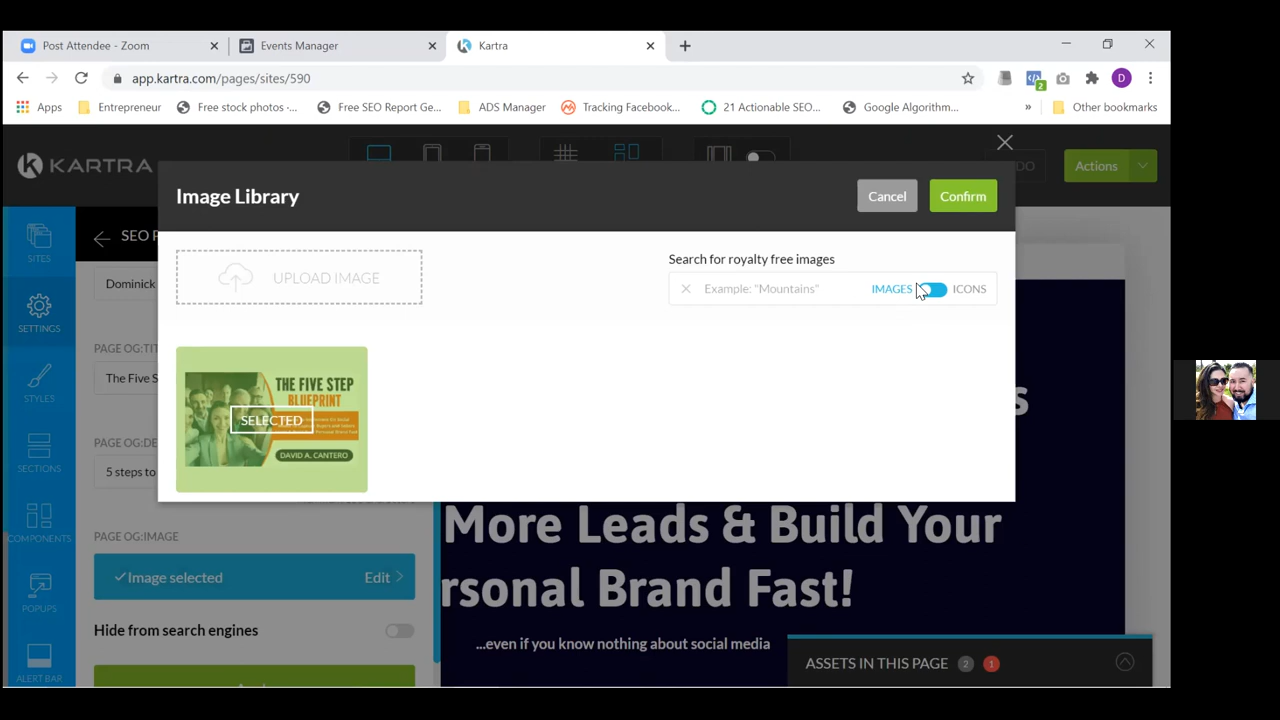 Post Attendee - Zoom
Events Manager
Kartra
app.kartra.com/pages/sites/590
D
2
Apps
Entrepreneur
Free stock photos -...
Free SEO Report Ge...
ADS Manager
Tracking Facebook...
21 Actionable SEO...
Google Algorithm...
»
Other bookmarks
KARTRA
DO
Actions
Image Library
Cancel
Confirm
SITES
SEO
Dominick
UPLOAD IMAGE
Search for royalty free images
Example: "Mountains"
IMAGES
ICONS
SETTINGS
PAGE OG:TIT
The Five S
STYLES
THE FIVE STEP
BLUEPRINT
SELECTED
DAVID A. CANTERO
s
PAGE OG:DE
5 steps to
SECTIONS
More Leads & Build Your
rsonal Brand Fast!
COMPONENTS
PAGE OG:IMAGE
Image selected
Edit
POPUPS
Hide from search engines
...even if you know nothing about social media
ASSETS IN THIS PAGE 2 1
ALERT BAR